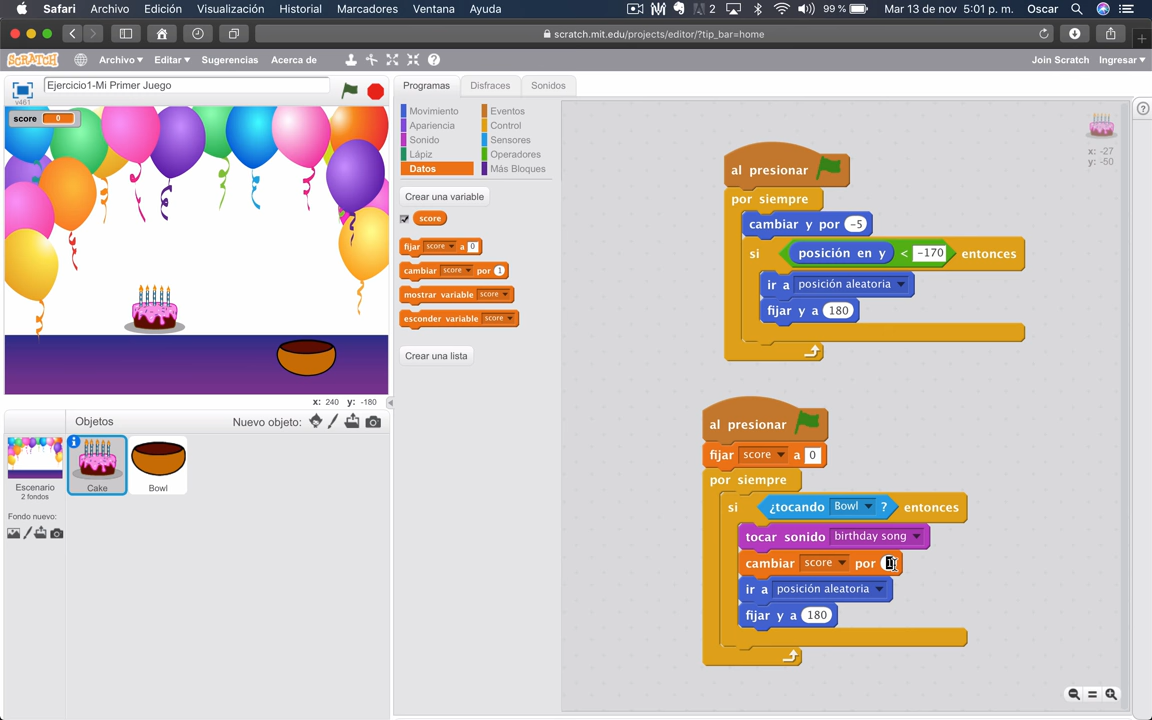 Safari Archivo Edición Visualización Historial Marcadores Ventana Ayuda 2 99 % Mar 13 de nov 5:01 p. m. Oscar
scratch.mit.edu/projects/editor/?tip_bar=home
SCRATCH Archivo Editar Sugerencias Acerca de Join Scratch Ingresar
v461
Ejercicio1-Mi Primer Juego
score 0
x: 240 y: -180
Programas Disfraces Sonidos
Movimiento Eventos
Apariencia Control
Sonido Sensores
Lápiz Operadores
Datos Más Bloques
Crear una variable
score
fijar score a 0
cambiar score por 1
mostrar variable score
esconder variable score
Crear una lista
Objetos Nuevo objeto:
Escenario
2 fondos
Cake
Bowl
Fondo nuevo:
al presionar
por siempre
cambiar y por -5
si posición en y < -170 entonces
ir a posición aleatoria
fijar y a 180
al presionar
fijar score a 0
por siempre
si ¿tocando Bowl ? entonces
tocar sonido birthday song
cambiar score por 1
ir a posición aleatoria
fijar y a 180
x: -27
y: -50